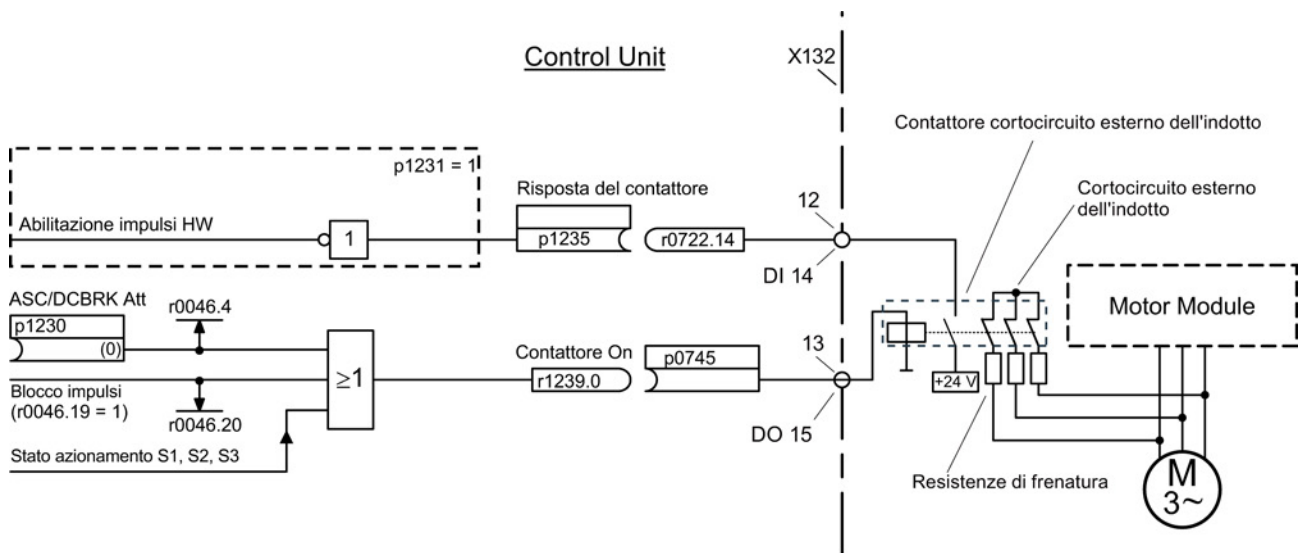 Control Unit
X132
Contattore cortocircuito esterno dell'indotto
p1231 = 1
Risposta del contattore
Cortocircuito esterno
dell'indotto
12
Abilitazione impulsi HW
1
p1235
r0722.14
DI 14
Motor Module
ASC/DCBRK Att
r0046.4
p1230
(0)
≥1
Contattore On
p0745
13
r1239.0
+24 V
Blocco impulsi
(r0046.19 = 1)
r0046.20
DO 15
Stato azionamento S1, S2, S3
Resistenze di frenatura
M
3~